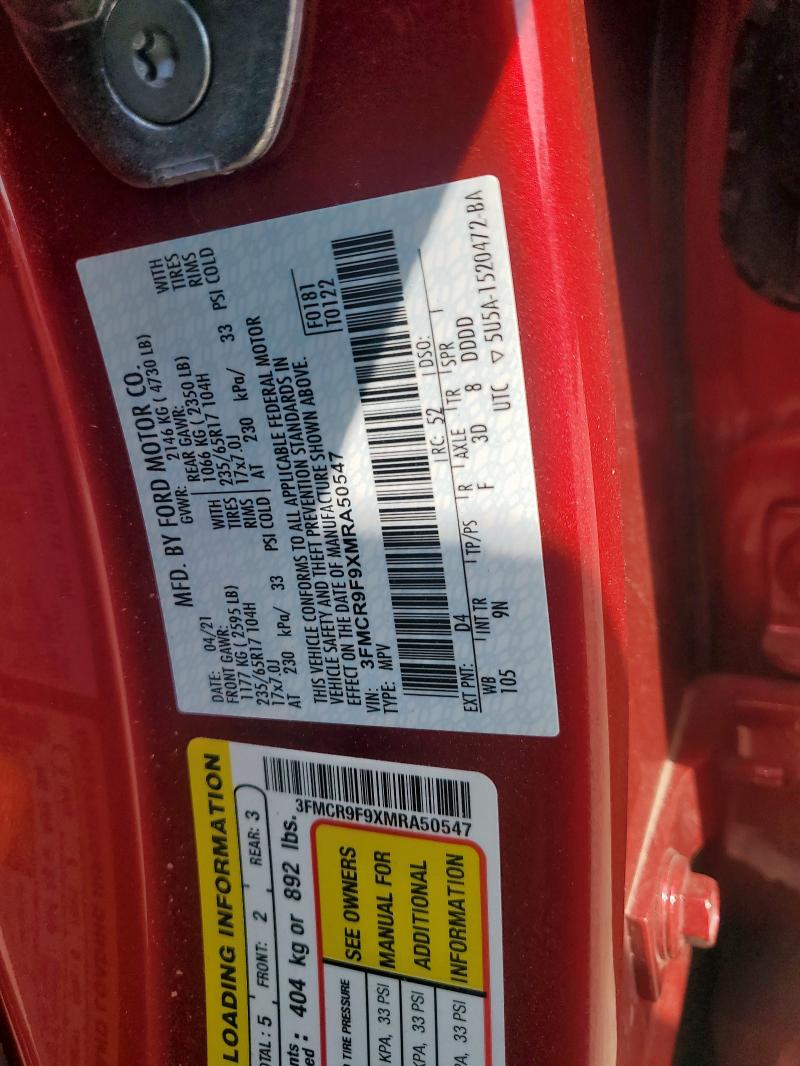 MFD. BY FORD MOTOR CO.
DATE: 04/21 GVWR: 2146 KG ( 4730 LB)
FRONT GAWR: REAR GAWR:
1177 KG ( 2595 LB) WITH 1066 KG ( 2350 LB) WITH
235/65R17 104H TIRES 235/65R17 104H TIRES
17x7.0J RIMS 17x7.0J RIMS
AT 230 kPa/ 33 PSI COLD AT 230 kPa/ 33 PSI COLD
THIS VEHICLE CONFORMS TO ALL APPLICABLE FEDERAL MOTOR
VEHICLE SAFETY AND THEFT PREVENTION STANDARDS IN
EFFECT ON THE DATE OF MANUFACTURE SHOWN ABOVE.
VIN: 3FMCR9F9XMRA50547 F0181
TYPE: MPV T0122
EXT PNT: D4 RC: 52 DSO:
WB INT TR TP/PS R AXLE TR SPR
105 9N F 3D 8 DDDD
UTC ▽ 5U5A-1520472-BA
LOADING INFORMATION
OTAL : 5 FRONT: 2 REAR: 3
nts :
ed : 404 kg or 892 lbs.
3FMCR9F9XMRA50547
TIRE PRESSURE
KPA, 33 PSI
KPA, 33 PSI
PA, 33 PSI
SEE OWNERS
MANUAL FOR
ADDITIONAL
INFORMATION